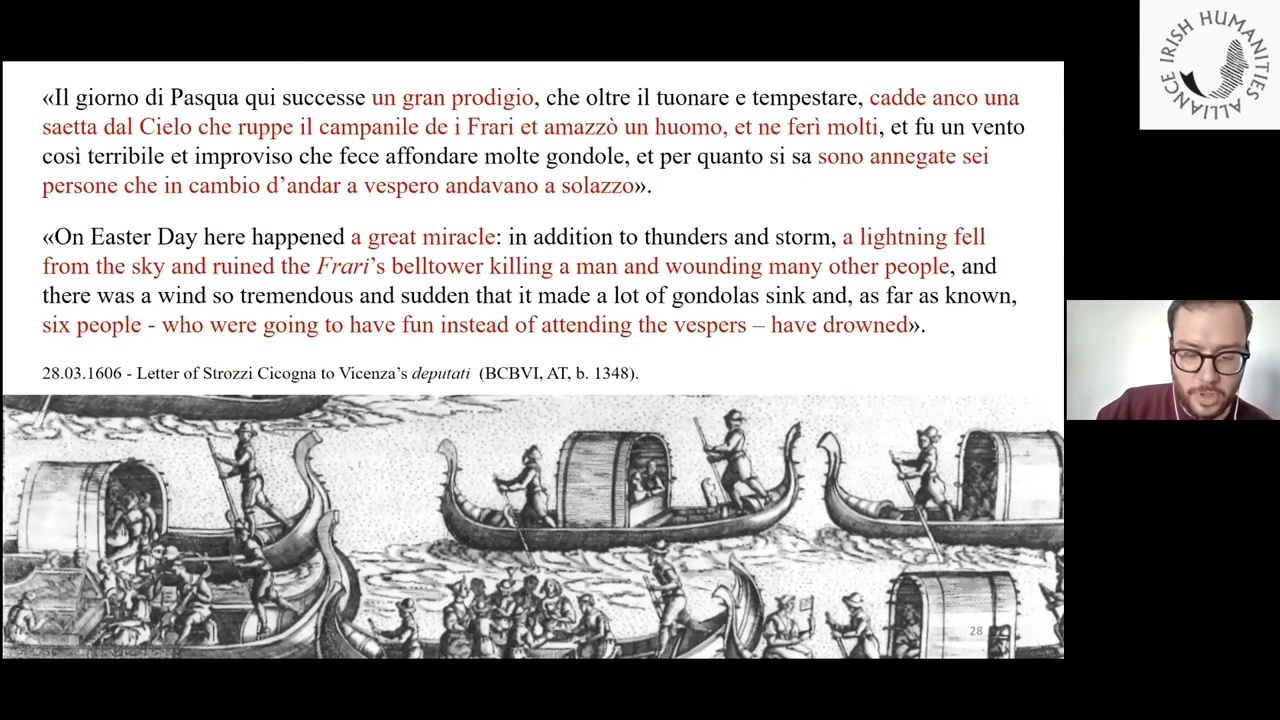 «Il giorno di Pasqua qui successe un gran prodigio, che oltre il tuonare e tempestare, cadde anco una
saetta dal Cielo che ruppe il campanile de i Frari et amazzò un huomo, et ne ferì molti, et fu un vento
così terribile et improviso che fece affondare molte gondole, et per quanto si sa sono annegate sei
persone che in cambio d’andar a vespero andavano a solazzo».
«On Easter Day here happened a great miracle: in addition to thunders and storm, a lightning fell
from the sky and ruined the Frari’s belltower killing a man and wounding many other people, and
there was a wind so tremendous and sudden that it made a lot of gondolas sink and, as far as known,
six people - who were going to have fun instead of attending the vespers – have drowned».
28.03.1606 - Letter of Strozzi Cicogna to Vicenza’s deputati (BCBVI, AT, b. 1348).
28
IRISH HUMANITIES ALLIANCE